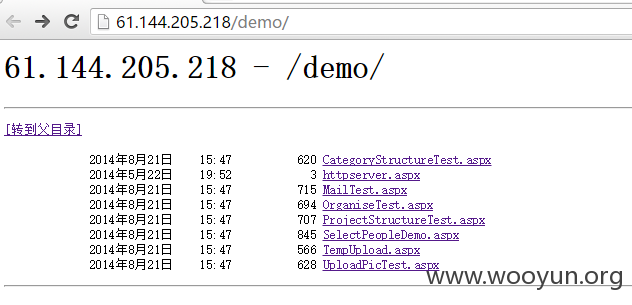 61.144.205.218/demo/
61.144.205.218 - /demo/
[转到父目录]
2014年8月21日 15:47 620 CategoryStructureTest.aspx
2014年5月22日 19:52 3 httpserver.aspx
2014年8月21日 15:47 715 MailTest.aspx
2014年8月21日 15:47 694 OrganiseTest.aspx
2014年8月21日 15:47 707 ProjectStructureTest.aspx
2014年8月21日 15:47 845 SelectPeopleDemo.aspx
2014年8月21日 15:47 566 TempUpload.aspx
2014年8月21日 15:47 628 UploadPicTest.aspx
www.wooyun.org